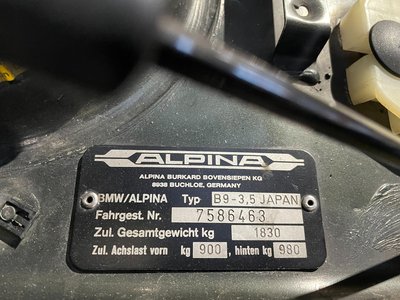 ALPINA
ALPINA BURKARD BOVENSIEPEN KG
8938 BUCHLOE, GERMANY
BMW/ALPINA Typ B9-3,5 JAPAN
Fahrgest. Nr. 7586463
Zul. Gesamtgewicht kg 1830
Zul. Achslast vorn kg 900, hinten kg 980